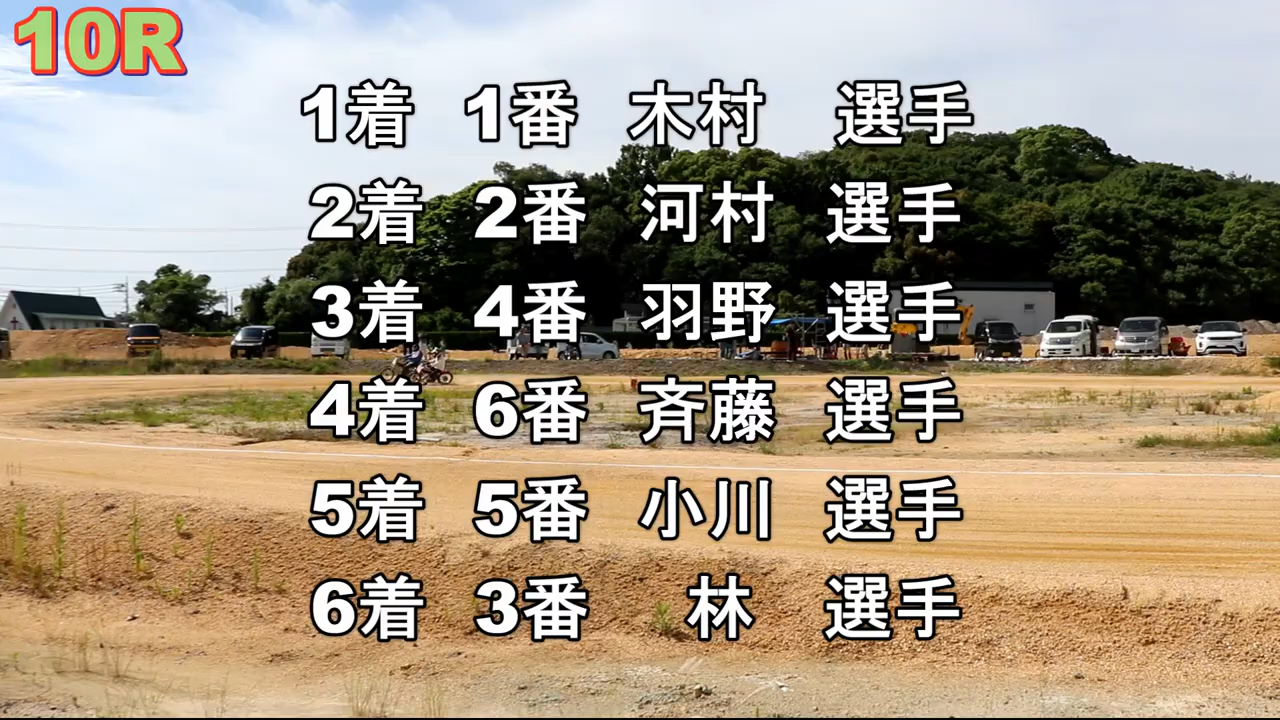 10R
1着 1番 木村 選手
2着 2番 河村 選手
3着 4番 羽野 選手
4着 6番 斉藤 選手
5着 5番 小川 選手
6着 3番 林 選手